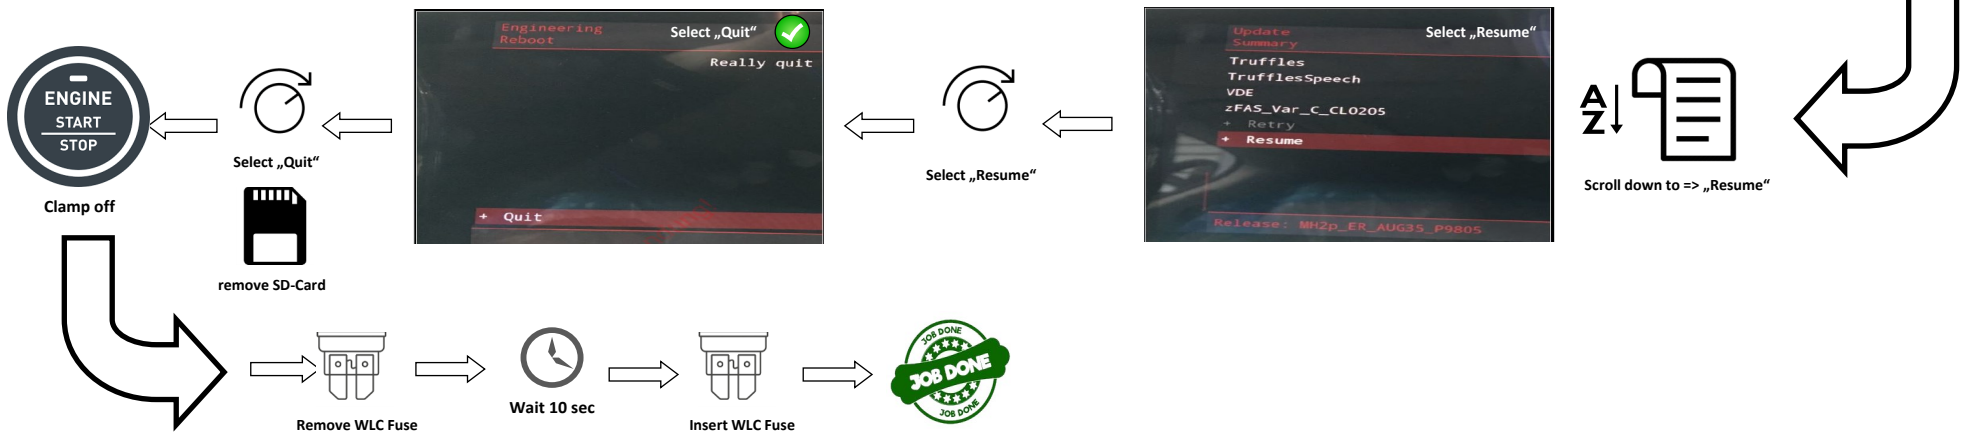 Engineering
Reboot
Select „Quit“
Really quit
+ Quit
Update
Summary
Select „Resume“
Truffles
TrufflesSpeech
VDE
zFAS_Var_C_CL0205
+ Retry
+ Resume
Release: MH2p_ER_AUG35_P9805
ENGINE
START
STOP
Clamp off
Select „Quit“
remove SD-Card
Select „Resume“
A
Z
Scroll down to => „Resume“
Remove WLC Fuse
Wait 10 sec
Insert WLC Fuse
JOB DONE
JOB DONE
JOB DONE